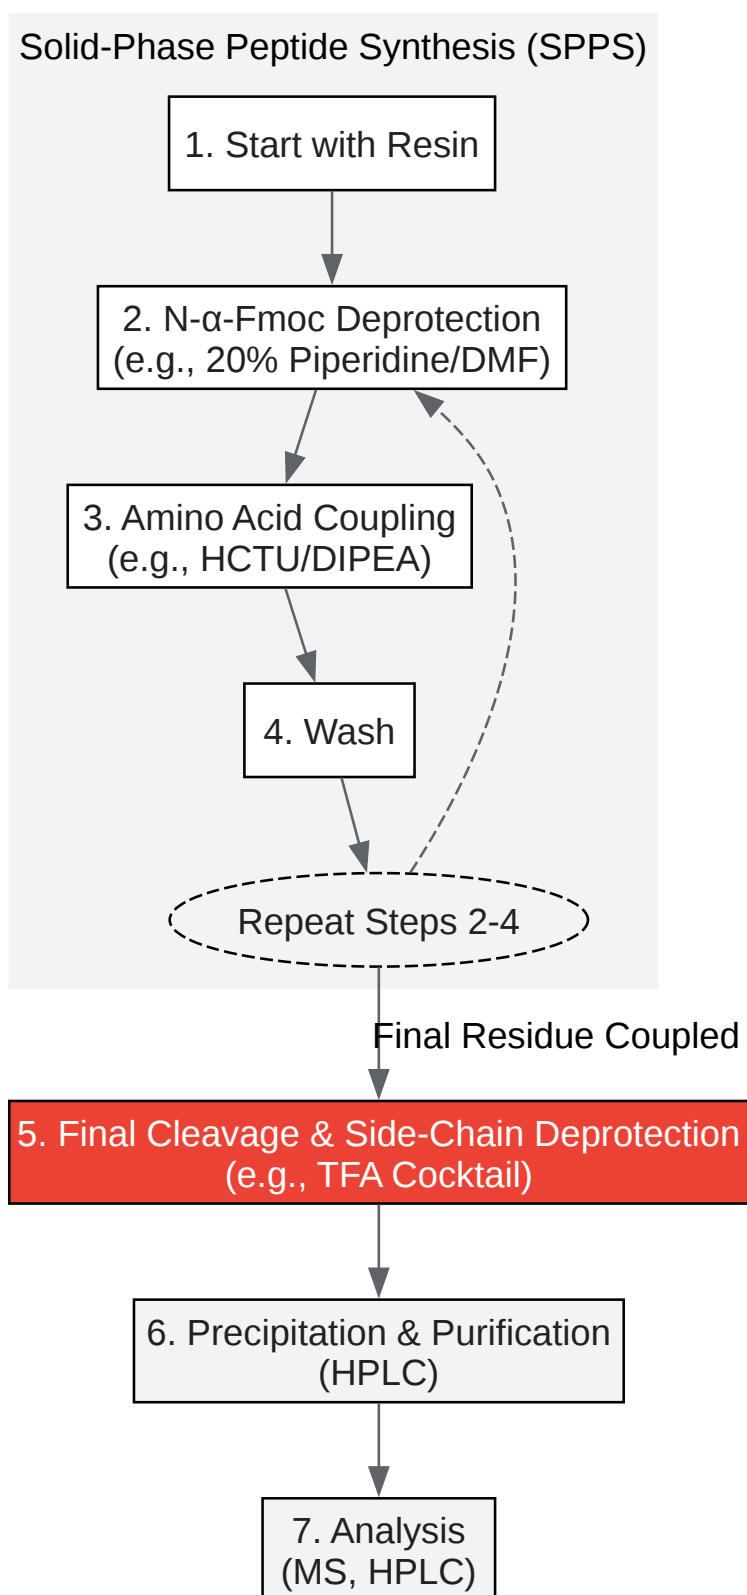 Solid-Phase Peptide Synthesis (SPPS)
1. Start with Resin
2. N-α-Fmoc Deprotection
(e.g., 20% Piperidine/DMF)
3. Amino Acid Coupling
(e.g., HCTU/DIPEA)
4. Wash
Repeat Steps 2-4
Final Residue Coupled
5. Final Cleavage & Side-Chain Deprotection
(e.g., TFA Cocktail)
6. Precipitation & Purification
(HPLC)
7. Analysis
(MS, HPLC)